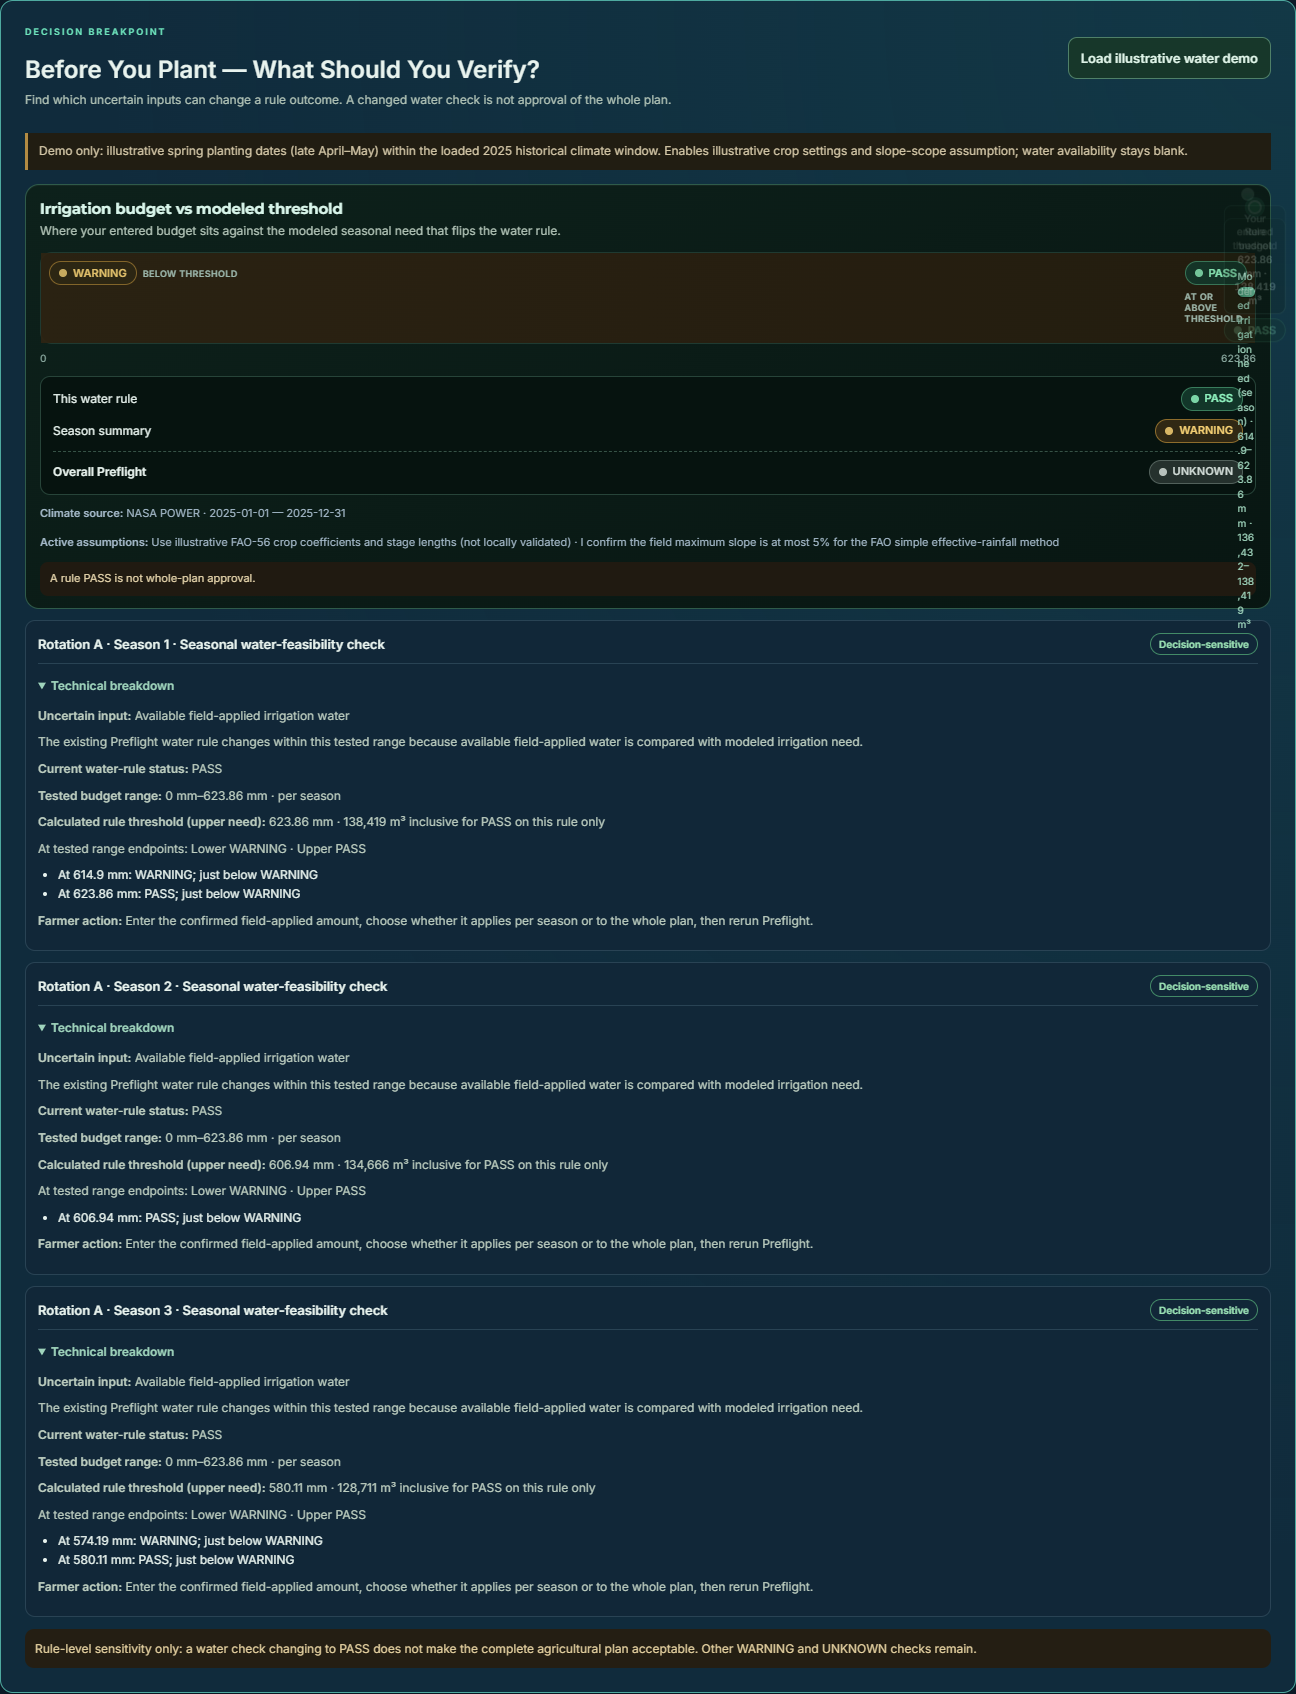 DECISION BREAKPOINT
Before You Plant — What Should You Verify?
Load illustrative water demo
Find which uncertain inputs can change a rule outcome. A changed water check is not approval of the whole plan.
Demo only: illustrative spring planting dates (late April–May) within the loaded 2025 historical climate window. Enables illustrative crop settings and slope-scope assumption; water availability stays blank.
Irrigation budget vs modeled threshold
Where your entered budget sits against the modeled seasonal need that flips the water rule.
WARNING BELOW THRESHOLD
PASS
AT OR
ABOVE
THRESHOLD
Your
623.86
PASS
Mo
ed
irri
gat
ion
ne
ed
(se
aso
n) ·
614
.9–
62
3.8
6
m
m ·
136
,43
2–
138
,41
9
m³
0
623.86
This water rule PASS
Season summary WARNING
Overall Preflight UNKNOWN
Climate source: NASA POWER · 2025-01-01 — 2025-12-31
Active assumptions: Use illustrative FAO-56 crop coefficients and stage lengths (not locally validated) · I confirm the field maximum slope is at most 5% for the FAO simple effective-rainfall method
A rule PASS is not whole-plan approval.
Rotation A · Season 1 · Seasonal water-feasibility check
Decision-sensitive
▼ Technical breakdown
Uncertain input: Available field-applied irrigation water
The existing Preflight water rule changes within this tested range because available field-applied water is compared with modeled irrigation need.
Current water-rule status: PASS
Tested budget range: 0 mm–623.86 mm · per season
Calculated rule threshold (upper need): 623.86 mm · 138,419 m³ inclusive for PASS on this rule only
At tested range endpoints: Lower WARNING · Upper PASS
• At 614.9 mm: WARNING; just below WARNING
• At 623.86 mm: PASS; just below WARNING
Farmer action: Enter the confirmed field-applied amount, choose whether it applies per season or to the whole plan, then rerun Preflight.
Rotation A · Season 2 · Seasonal water-feasibility check
Decision-sensitive
▼ Technical breakdown
Uncertain input: Available field-applied irrigation water
The existing Preflight water rule changes within this tested range because available field-applied water is compared with modeled irrigation need.
Current water-rule status: PASS
Tested budget range: 0 mm–623.86 mm · per season
Calculated rule threshold (upper need): 606.94 mm · 134,666 m³ inclusive for PASS on this rule only
At tested range endpoints: Lower WARNING · Upper PASS
• At 606.94 mm: PASS; just below WARNING
Farmer action: Enter the confirmed field-applied amount, choose whether it applies per season or to the whole plan, then rerun Preflight.
Rotation A · Season 3 · Seasonal water-feasibility check
Decision-sensitive
▼ Technical breakdown
Uncertain input: Available field-applied irrigation water
The existing Preflight water rule changes within this tested range because available field-applied water is compared with modeled irrigation need.
Current water-rule status: PASS
Tested budget range: 0 mm–623.86 mm · per season
Calculated rule threshold (upper need): 580.11 mm · 128,711 m³ inclusive for PASS on this rule only
At tested range endpoints: Lower WARNING · Upper PASS
• At 574.19 mm: WARNING; just below WARNING
• At 580.11 mm: PASS; just below WARNING
Farmer action: Enter the confirmed field-applied amount, choose whether it applies per season or to the whole plan, then rerun Preflight.
Rule-level sensitivity only: a water check changing to PASS does not make the complete agricultural plan acceptable. Other WARNING and UNKNOWN checks remain.